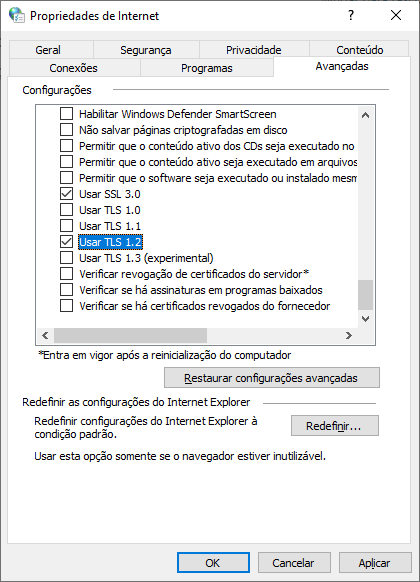 Propriedades de Internet
Geral Segurança Privacidade Conteúdo
Conexões Programas Avançadas
Configurações
Habilitar Windows Defender SmartScreen
Não salvar páginas criptografadas em disco
Permitir que o conteúdo ativo dos CDs seja executado no
Permitir que o conteúdo ativo seja executado em arquivos
Permitir que o software seja executado ou instalado mesm
Usar SSL 3.0
Usar TLS 1.0
Usar TLS 1.1
Usar TLS 1.2
Usar TLS 1.3 (experimental)
Verificar revogação de certificados do servidor*
Verificar se há assinaturas em programas baixados
Verificar se há certificados revogados do fornecedor
*Entra em vigor após a reinicialização do computador
Restaurar configurações avançadas
Redefinir as configurações do Internet Explorer
Redefinir configurações do Internet Explorer à
condição padrão.
Redefinir...
Usar esta opção somente se o navegador estiver inutilizável.
OK Cancelar Aplicar